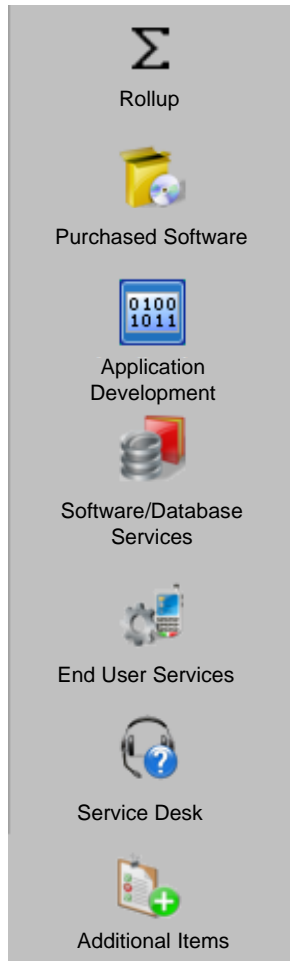 Σ
Rollup
Purchased Software
0100
1011
Application
Development
Software/Database
Services
End User Services
?
Service Desk
Additional Items